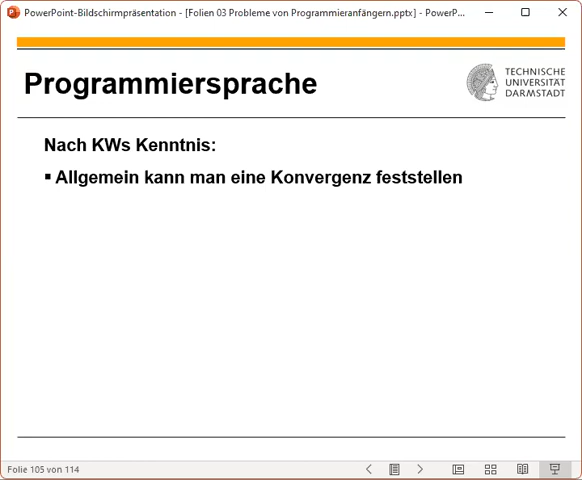 PowerPoint-Bildschirmpräsentation - [Folien 03 Probleme von Programmieranfängern.pptx] - PowerP...
Programmiersprache
TECHNISCHE
UNIVERSITÄT
DARMSTADT
Nach KWs Kenntnis:
▪ Allgemein kann man eine Konvergenz feststellen
Folie 105 von 114